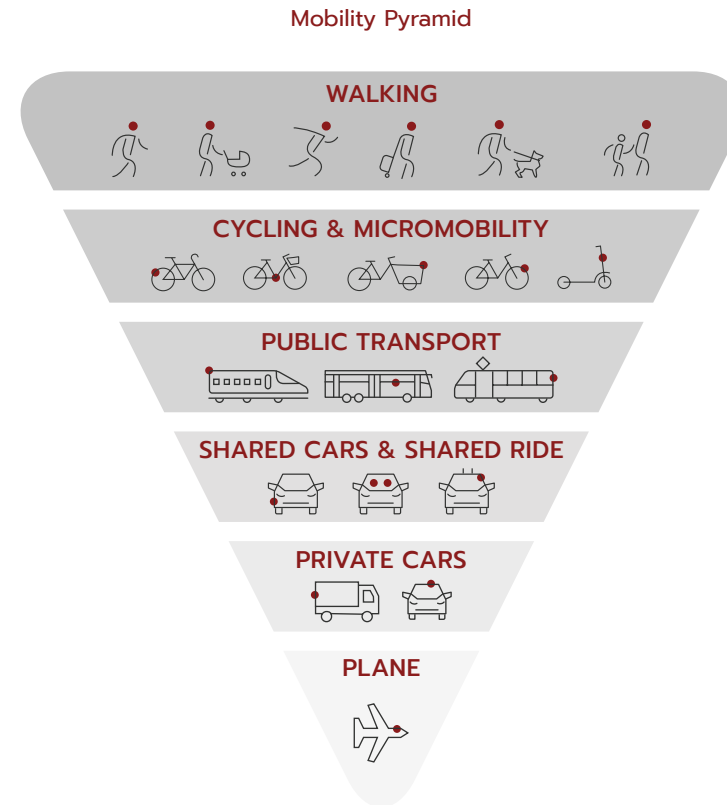 Mobility Pyramid
WALKING
CYCLING & MICROMOBILITY
PUBLIC TRANSPORT
SHARED CARS & SHARED RIDE
PRIVATE CARS
PLANE